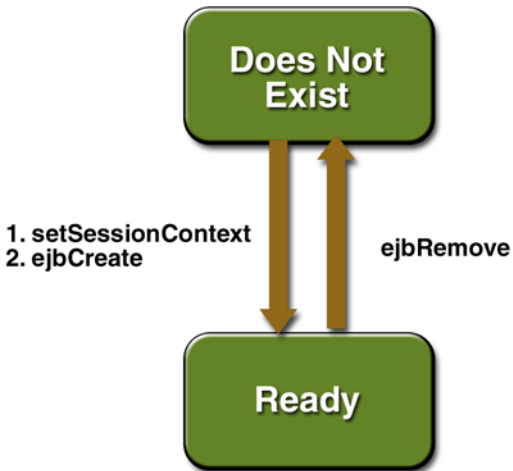 Does Not
Exist
1. setSessionContext
2. ejbCreate
ejbRemove
Ready